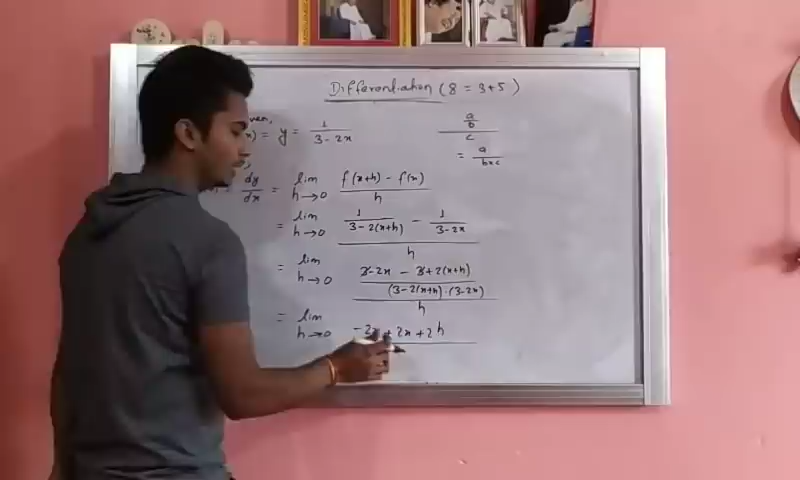 Differentiation (8 = 3+5)
ven,
x) = y = 1
3-2x
a
b
c
= a
b×c
dy
dx
= lim
h→0
f(x+h) - f(x)
h
= lim
h→0
1
3-2(x+h)
- 1
3-2x
h
= lim
h→0
3-2x - 3+2(x+h)
(3-2(x+h)·(3-2x)
h
= lim
h→0
-2x+2x+2h